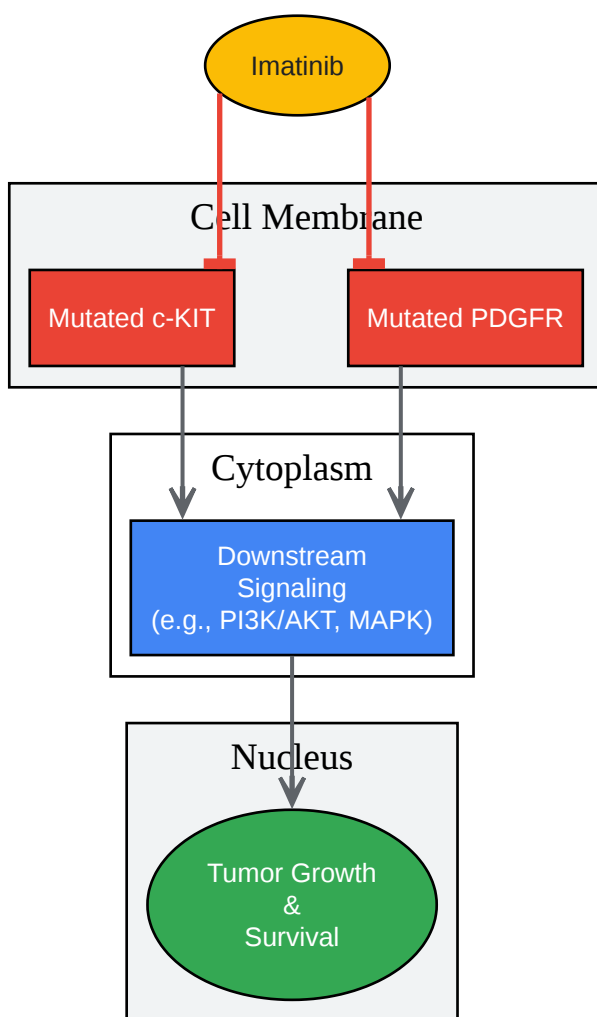 Imatinib
Cell Membrane
Mutated c-KIT
Mutated PDGFR
Cytoplasm
Downstream
Signaling
(e.g., PI3K/AKT, MAPK)
Nucleus
Tumor Growth
&
Survival